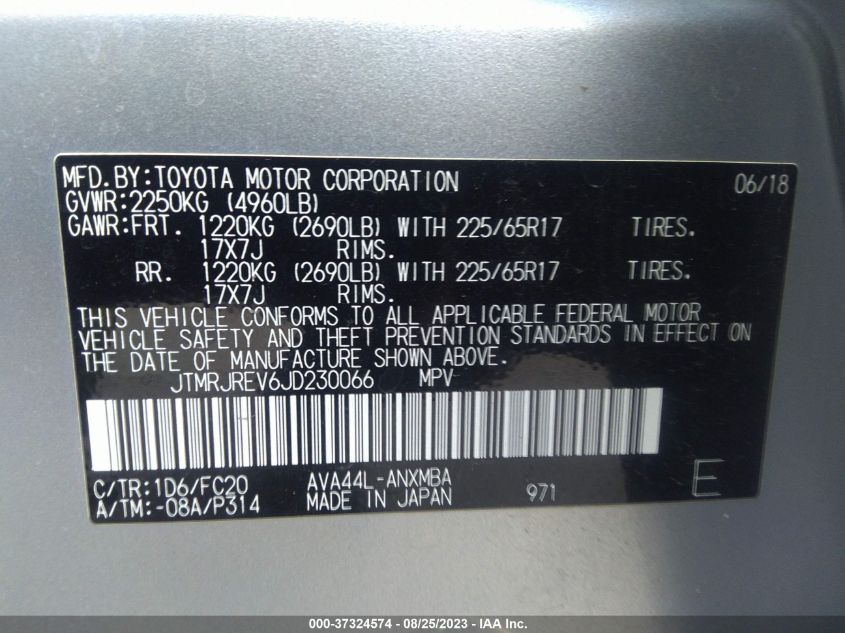 MFD.BY:TOYOTA MOTOR CORPORATION 06/18
GVWR:2250KG (4960LB)
GAWR:FRT. 1220KG (2690LB) WITH 225/65R17 TIRES.
17X7J RIMS.
RR. 1220KG (2690LB) WITH 225/65R17 TIRES.
17X7J RIMS.
THIS VEHICLE CONFORMS TO ALL APPLICABLE FEDERAL MOTOR
VEHICLE SAFETY AND THEFT PREVENTION STANDARDS IN EFFECT ON
THE DATE OF MANUFACTURE SHOWN ABOVE.
JTMRJREV6JD230066 MPV
C/TR:1D6/FC20 AVA44L-ANXMBA
A/TM:-08A/P314 MADE IN JAPAN 971 E
000-37324574 - 08/25/2023 - IAA Inc.